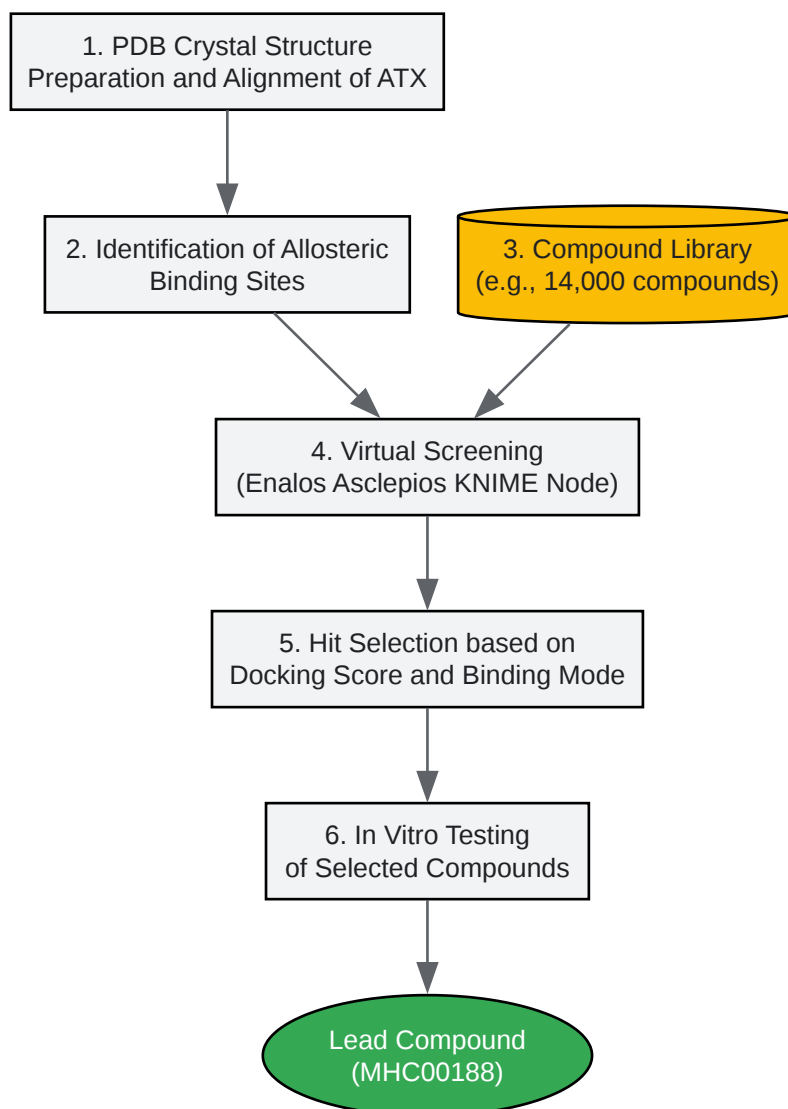 1. PDB Crystal Structure
Preparation and Alignment of ATX
2. Identification of Allosteric
Binding Sites
3. Compound Library
(e.g., 14,000 compounds)
4. Virtual Screening
(Enalos Asclepios KNIME Node)
5. Hit Selection based on
Docking Score and Binding Mode
6. In Vitro Testing
of Selected Compounds
Lead Compound
(MHC00188)